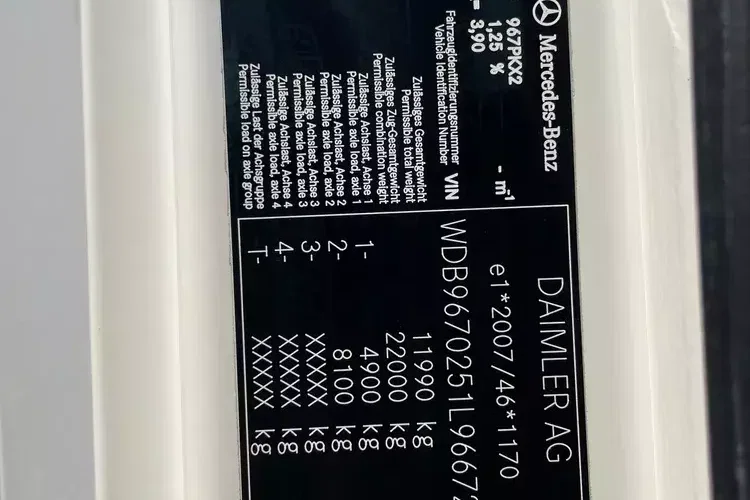 Mercedes-Benz
967PKX2
1,25 % - m-1
= 3,90
DAIMLER AG
e1*2007/46*1170
Fahrzeugidentifizierungsnummer
Vehicle Identification Number VIN WDB9670251L9667
Zulässiges Gesamtgewicht
Permissible total weight 11990 kg
Zulässiges Zug-Gesamtgewicht
Permissible combination weight 22000 kg
Zulässige Achslast, Achse 1
Permissible axle load, axle 1 1- 4900 kg
Zulässige Achslast, Achse 2
Permissible axle load, axle 2 2- 8100 kg
Zulässige Achslast, Achse 3
Permissible axle load, axle 3 3- XXXXX kg
Zulässige Achslast, Achse 4
Permissible axle load, axle 4 4- XXXXX kg
Zulässige Last der Achsgruppe
Permissible load on axle group T- XXXXX kg